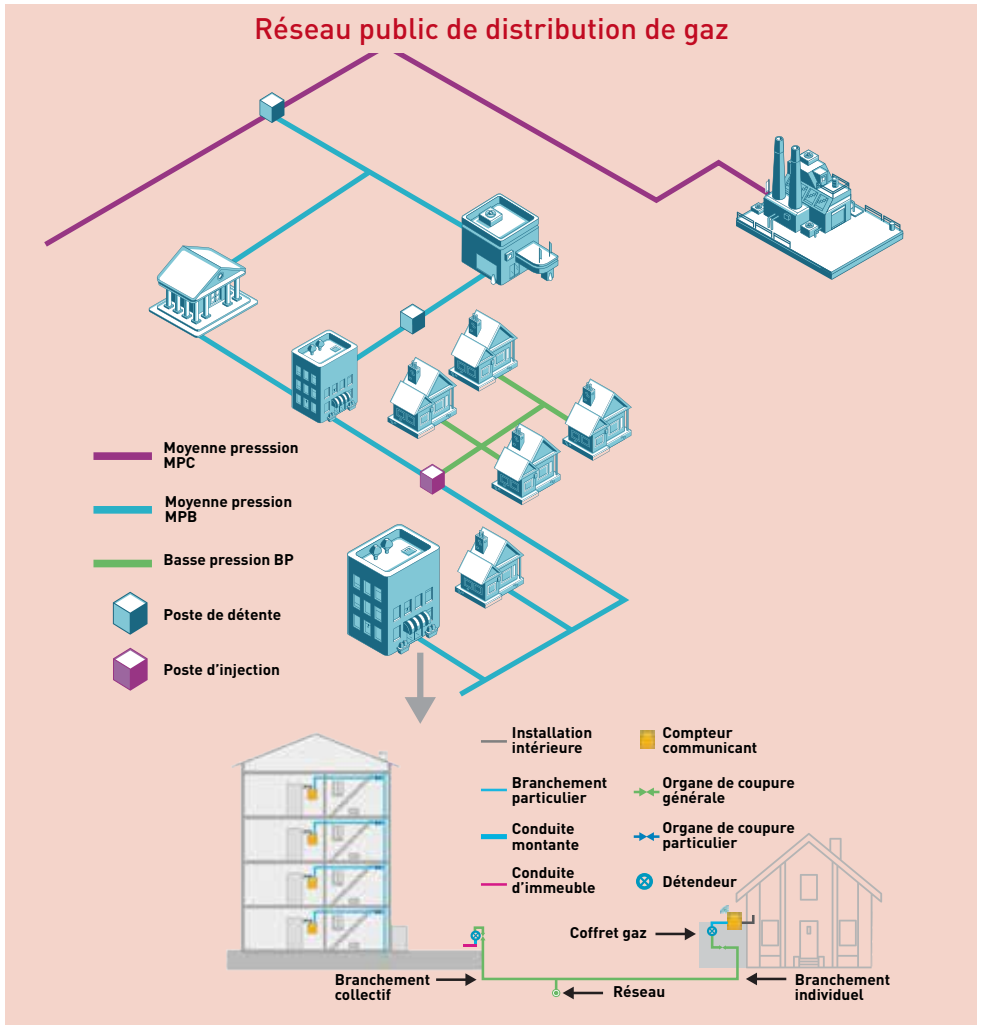 Réseau public de distribution de gaz
Moyenne presssion
MPC
Moyenne pression
MPB
Basse pression BP
Poste de détente
Poste d'injection
Installation
intérieure
Branchement
particulier
Conduite
montante
Conduite
d'immeuble
Compteur
communicant
Organe de coupure
générale
Organe de coupure
particulier
Détendeur
Coffret gaz
Branchement
collectif
Réseau
Branchement
individuel